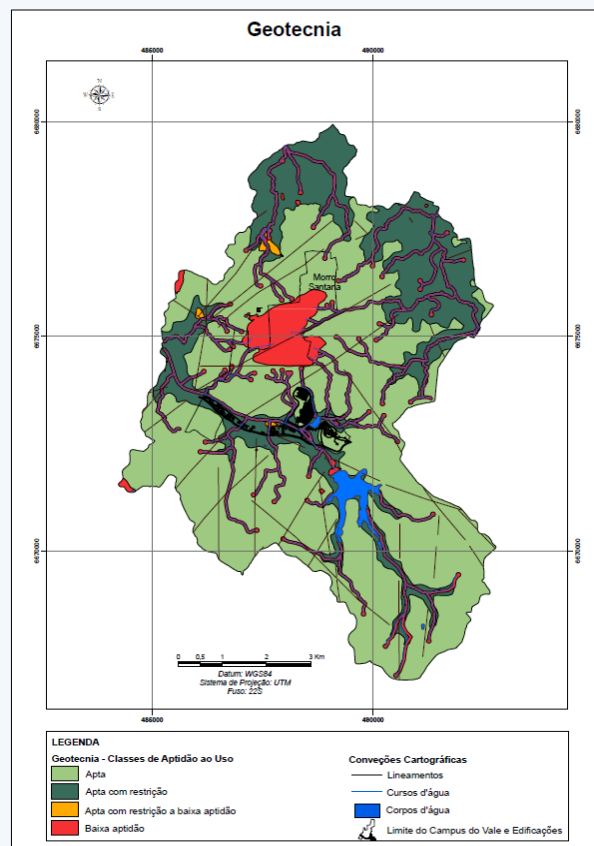 Geotecnia
485000
490000
N
W
E
S
6680000
6680000
Morro
Santana
6675000
6675000
6670000
6670000
0 0,5 1 2 3 Km
Datum: WGS84
Sistema de Projeção: UTM
Fuso: 22S
485000
490000
LEGENDA
Geotecnia - Classes de Aptidão ao Uso
Apta
Apta com restrição
Apta com restrição a baixa aptidão
Baixa aptidão
Conveções Cartográficas
Lineamentos
Cursos d'água
Corpos d'água
Limite do Campus do Vale e Edificações